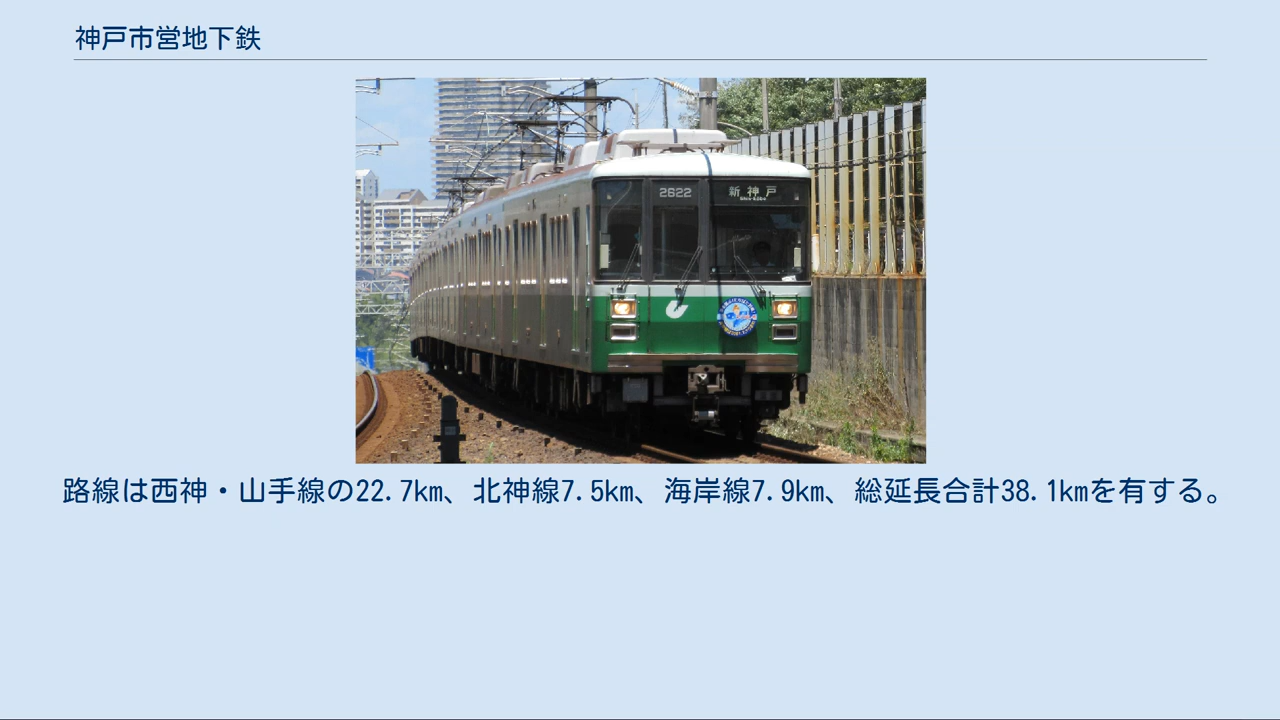 神戸市営地下鉄
2622
新神戸
路線は西神・山手線の22.7km、北神線7.5km、海岸線7.9km、総延長合計38.1kmを有する。